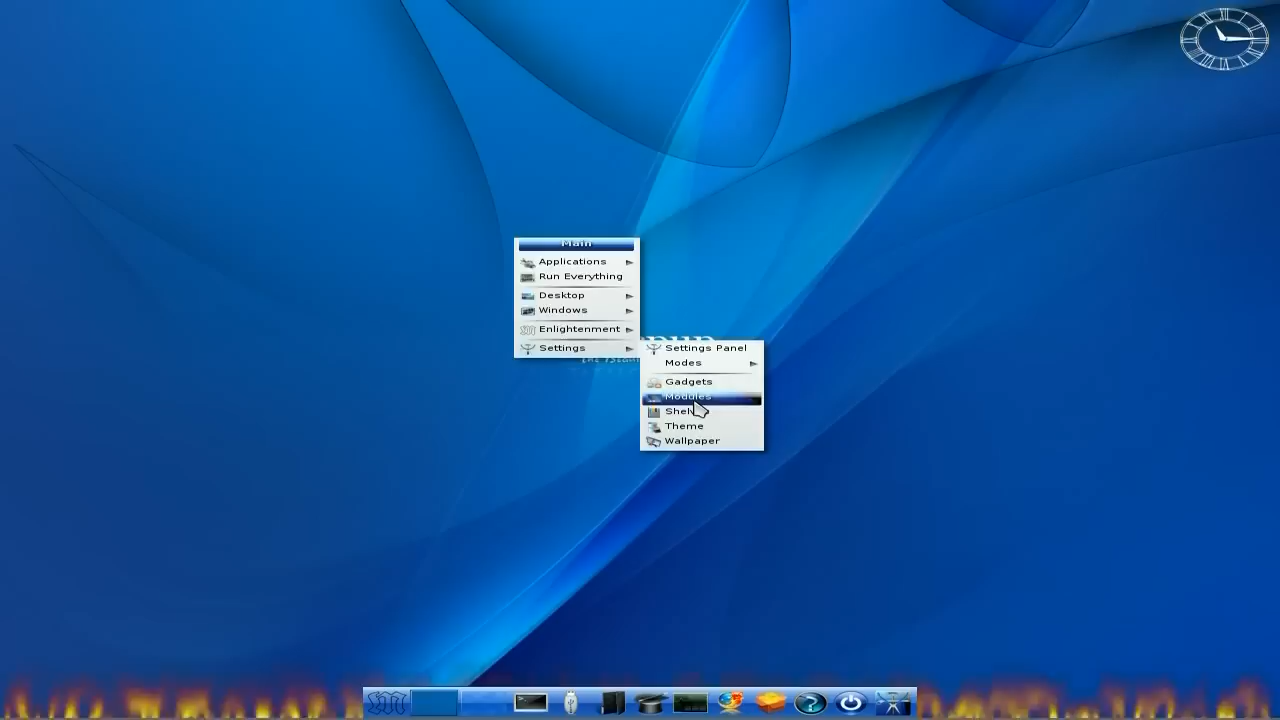 Main
Applications
Run Everything
Desktop
Windows
Enlightenment
Settings
Settings Panel
Modes
Gadgets
Modules
Theme
Wallpaper